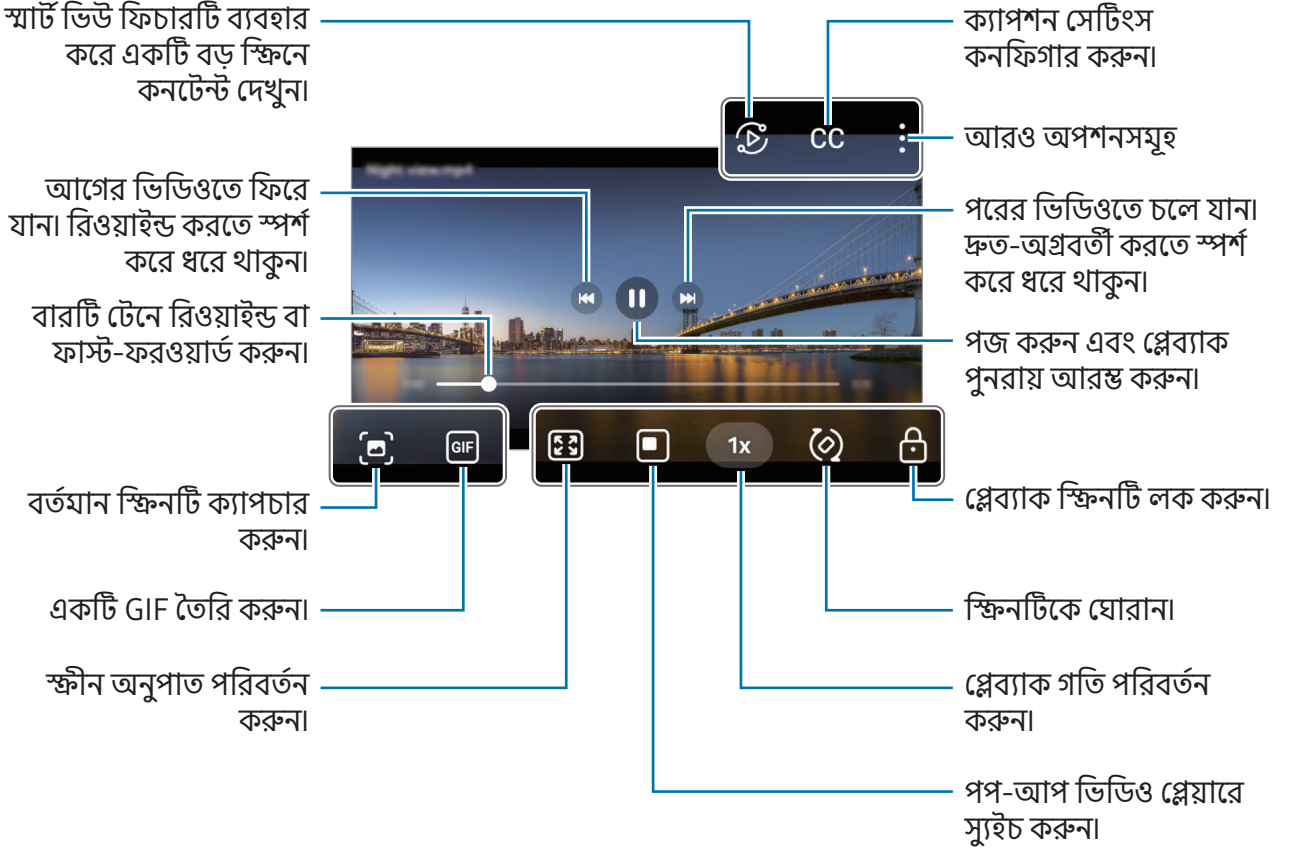 স্মার্ট ভিউ ফিচারটি ব্যবহার
করে একটি বড় স্ক্রিনে
কনটেন্ট দেখুন।
ক্যাপশন সেটিংস
কনফিগার করুন।
CC
আরও অপশনসমূহ
Night view.mp4
আগের ভিডিওতে ফিরে
যান। রিওয়াইন্ড করতে স্পর্শ
করে ধরে থাকুন।
পরের ভিডিওতে চলে যান।
দ্রুত-অগ্রবর্তী করতে স্পর্শ
করে ধরে থাকুন।
বারটি টেনে রিওয়াইন্ড বা
ফাস্ট-ফরওয়ার্ড করুন।
পজ করুন এবং প্লেব্যাক
পুনরায় আরম্ভ করুন।
GIF
1x
বর্তমান স্ক্রিনটি ক্যাপচার
করুন।
প্লেব্যাক স্ক্রিনটি লক করুন।
একটি GIF তৈরি করুন।
স্ক্রিনটিকে ঘোরান।
স্ক্রীন অনুপাত পরিবর্তন
করুন।
প্লেব্যাক গতি পরিবর্তন
করুন।
পপ-আপ ভিডিও প্লেয়ারে
স্যুইচ করুন।